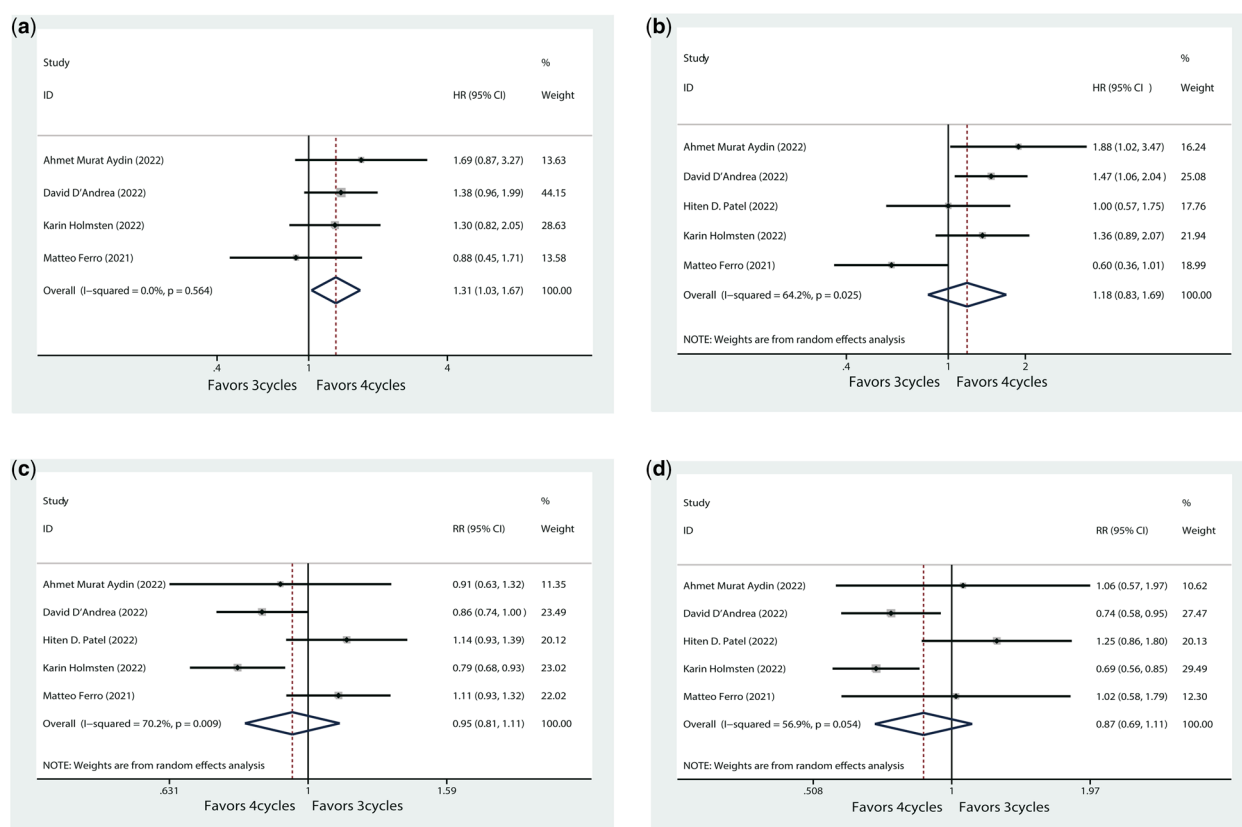 (a)
Study %
ID HR (95% CI) Weight
Ahmet Murat Aydin (2022) 1.69 (0.87, 3.27) 13.63
David D'Andrea (2022) 1.38 (0.96, 1.99) 44.15
Karin Holmsten (2022) 1.30 (0.82, 2.05) 28.63
Matteo Ferro (2021) 0.88 (0.45, 1.71) 13.58
Overall (I−squared = 0.0%, p = 0.564) 1.31 (1.03, 1.67) 100.00
.4 1 4
Favors 3cycles Favors 4cycles
(b)
Study %
ID HR (95% CI ) Weight
Ahmet Murat Aydin (2022) 1.88 (1.02, 3.47) 16.24
David D'Andrea (2022) 1.47 (1.06, 2.04 ) 25.08
Hiten D. Patel (2022) 1.00 (0.57, 1.75) 17.76
Karin Holmsten (2022) 1.36 (0.89, 2.07) 21.94
Matteo Ferro (2021) 0.60 (0.36, 1.01) 18.99
Overall (I−squared = 64.2%, p = 0.025) 1.18 (0.83, 1.69) 100.00
NOTE: Weights are from random effects analysis
.4 1 2
Favors 3cycles Favors 4cycles
(c)
Study %
ID RR (95% CI) Weight
Ahmet Murat Aydin (2022) 0.91 (0.63, 1.32) 11.35
David D'Andrea (2022) 0.86 (0.74, 1.00 ) 23.49
Hiten D. Patel (2022) 1.14 (0.93, 1.39) 20.12
Karin Holmsten (2022) 0.79 (0.68, 0.93) 23.02
Matteo Ferro (2021) 1.11 (0.93, 1.32) 22.02
Overall (I−squared = 70.2%, p = 0.009) 0.95 (0.81, 1.11) 100.00
NOTE: Weights are from random effects analysis
.631 1 1.59
Favors 4cycles Favors 3cycles
(d)
Study %
ID RR (95% CI) Weight
Ahmet Murat Aydin (2022) 1.06 (0.57, 1.97) 10.62
David D'Andrea (2022) 0.74 (0.58, 0.95) 27.47
Hiten D. Patel (2022) 1.25 (0.86, 1.80) 20.13
Karin Holmsten (2022) 0.69 (0.56, 0.85) 29.49
Matteo Ferro (2021) 1.02 (0.58, 1.79) 12.30
Overall (I−squared = 56.9%, p = 0.054) 0.87 (0.69, 1.11) 100.00
NOTE: Weights are from random effects analysis
.508 1 1.97
Favors 4cycles Favors 3cycles